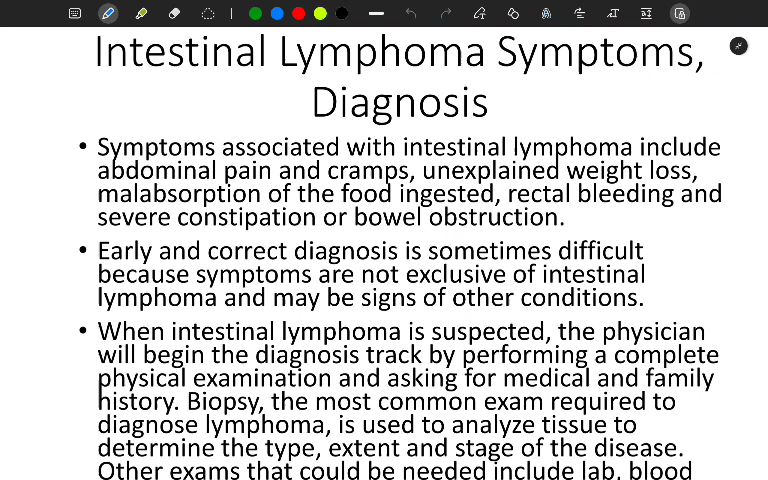 Intestinal Lymphoma Symptoms,
Diagnosis
• Symptoms associated with intestinal lymphoma include
abdominal pain and cramps, unexplained weight loss,
malabsorption of the food ingested, rectal bleeding and
severe constipation or bowel obstruction.
• Early and correct diagnosis is sometimes difficult
because symptoms are not exclusive of intestinal
lymphoma and may be signs of other conditions.
• When intestinal lymphoma is suspected, the physician
will begin the diagnosis track by performing a complete
physical examination and asking for medical and family
history. Biopsy, the most common exam required to
diagnose lymphoma, is used to analyze tissue to
determine the type, extent and stage of the disease.
Other exams that could be needed include lab, blood